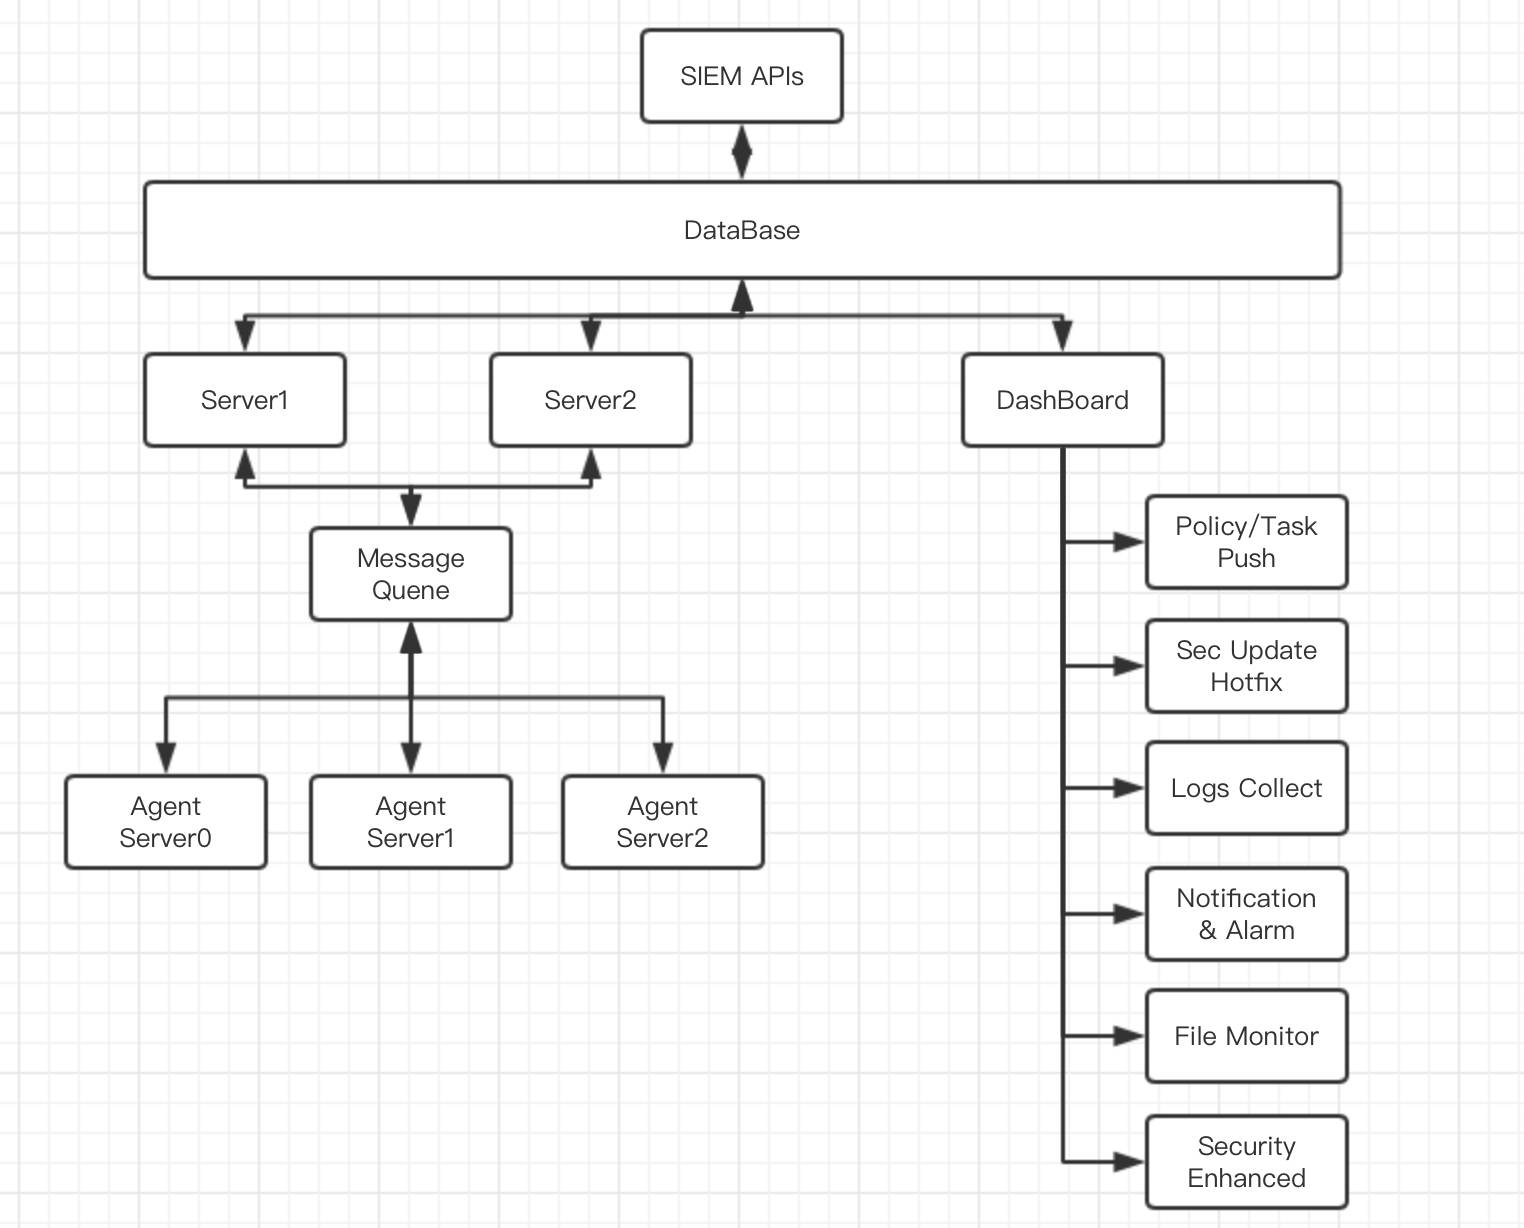 SIEM APIs
DataBase
Server1
Server2
DashBoard
Message
Quene
Agent
Server0
Agent
Server1
Agent
Server2
Policy/Task
Push
Sec Update
Hotfix
Logs Collect
Notification
& Alarm
File Monitor
Security
Enhanced